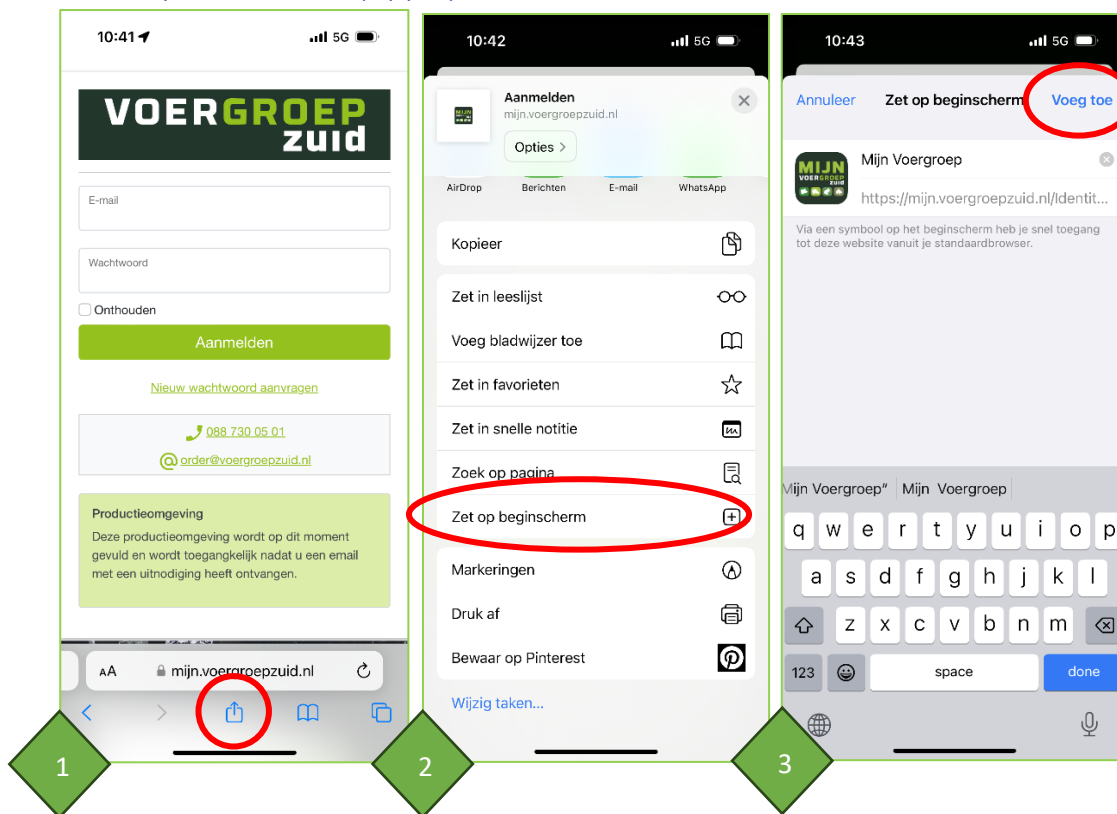 10:41
5G
VOERGROEP
zuid
E-mail
Wachtwoord
Onthouden
Aanmelden
Nieuw wachtwoord aanvragen
088 730 05 01
order@voergroepzuid.nl
Productieomgeving
Deze productieomgeving wordt op dit moment
gevuld en wordt toegankelijk nadat u een email
met een uitnodiging heeft ontvangen.
AA mijn.voergroepzuid.nl
1
10:42
5G
MIJN
Aanmelden
mijn.voergroepzuid.nl
Opties >
AirDrop Berichten E-mail WhatsApp
Kopieer
Zet in leeslijst
Voeg bladwijzer toe
Zet in favorieten
Zet in snelle notitie
Zoek op pagina
Zet op beginscherm
Markeringen
Druk af
Bewaar op Pinterest
Wijzig taken...
2
10:43
5G
Annuleer Zet op beginscherm Voeg toe
MIJN
VOERGROEP
zuid
Mijn Voergroep
https://mijn.voergroepzuid.nl/Identit...
Via een symbool op het beginscherm heb je snel toegang
tot deze website vanuit je standaardbrowser.
Mijn Voergroep" Mijn Voergroep
q w e r t y u i o p
a s d f g h j k l
z x c v b n m
123 space done
3